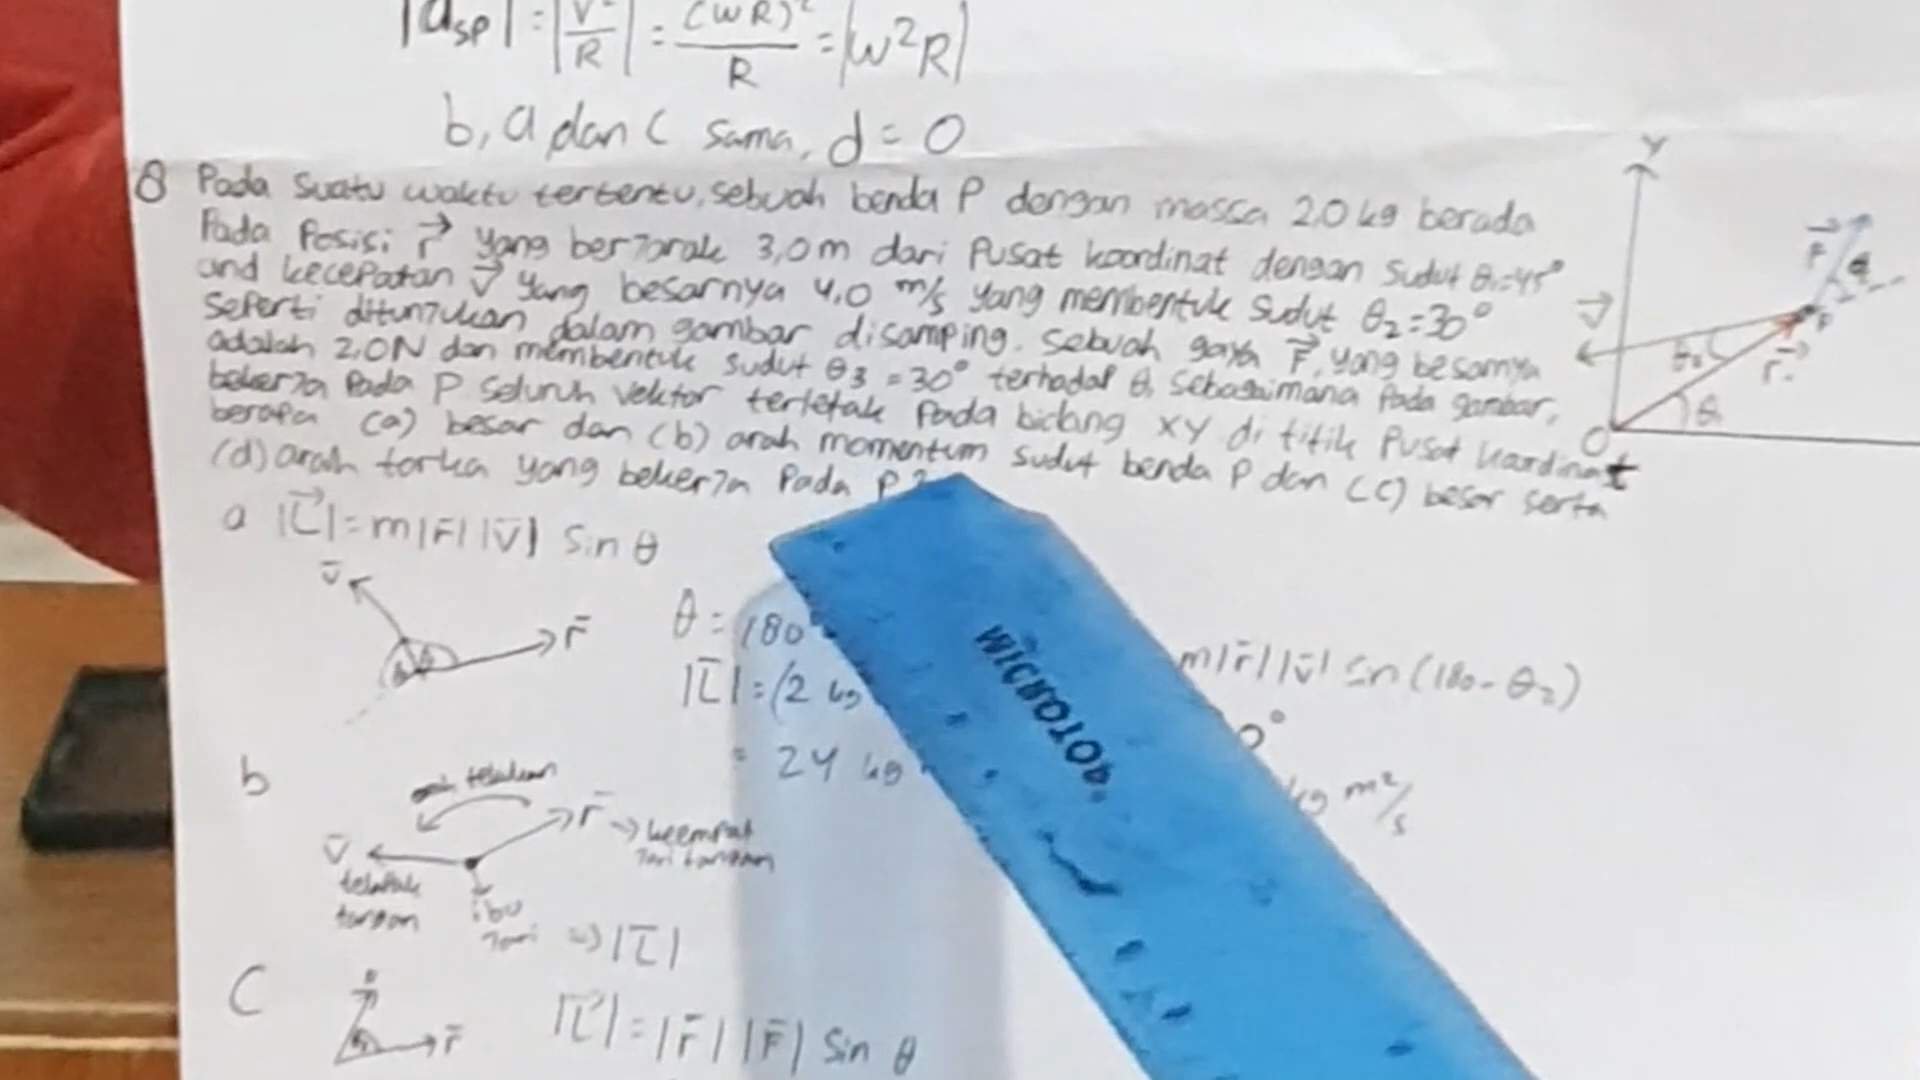 |a_sp| = |V²/R| = (WR)²/R = |W²R|
b, a dan c sama, d = 0
8 Pada suatu waktu tertentu, sebuah benda P dengan massa 2,0 kg berada
Pada Posisi r yang berjarak 3,0 m dari Pusat koordinat dengan sudut θ₁=45°
and kecepatan v yang besarnya 4,0 m/s yang membentuk sudut θ₂=30°
seperti ditunjukan dalam gambar disamping. sebuah gaya F, yang besarnya
adalah 2,0 N dan membentuk sudut θ₃ = 30° terhadap θ, sebagaimana Pada gambar,
bekerja Pada P seluruh vektor terletak Pada bidang XY di titik Pusat koordinat
berapa (a) besar dan (b) arah momentum sudut benda P dan (c) besar serta
(d) arah torka yang bekerja Pada P ?
Y
F
P
V
θ₂
r
θ₁
O
a |L| = m|r||v| sin θ
v
r
θ = 180
m|r||v| sin (180 - θ₂)
|L| = (2 kg
0°
= 24 kg
kg m²/s
b
tekukan
r → keempat
jari tangan
v
telapak
tangan
ibu
jari => |L|
C
r
|τ| = |r||F| sin θ
MICROTOP